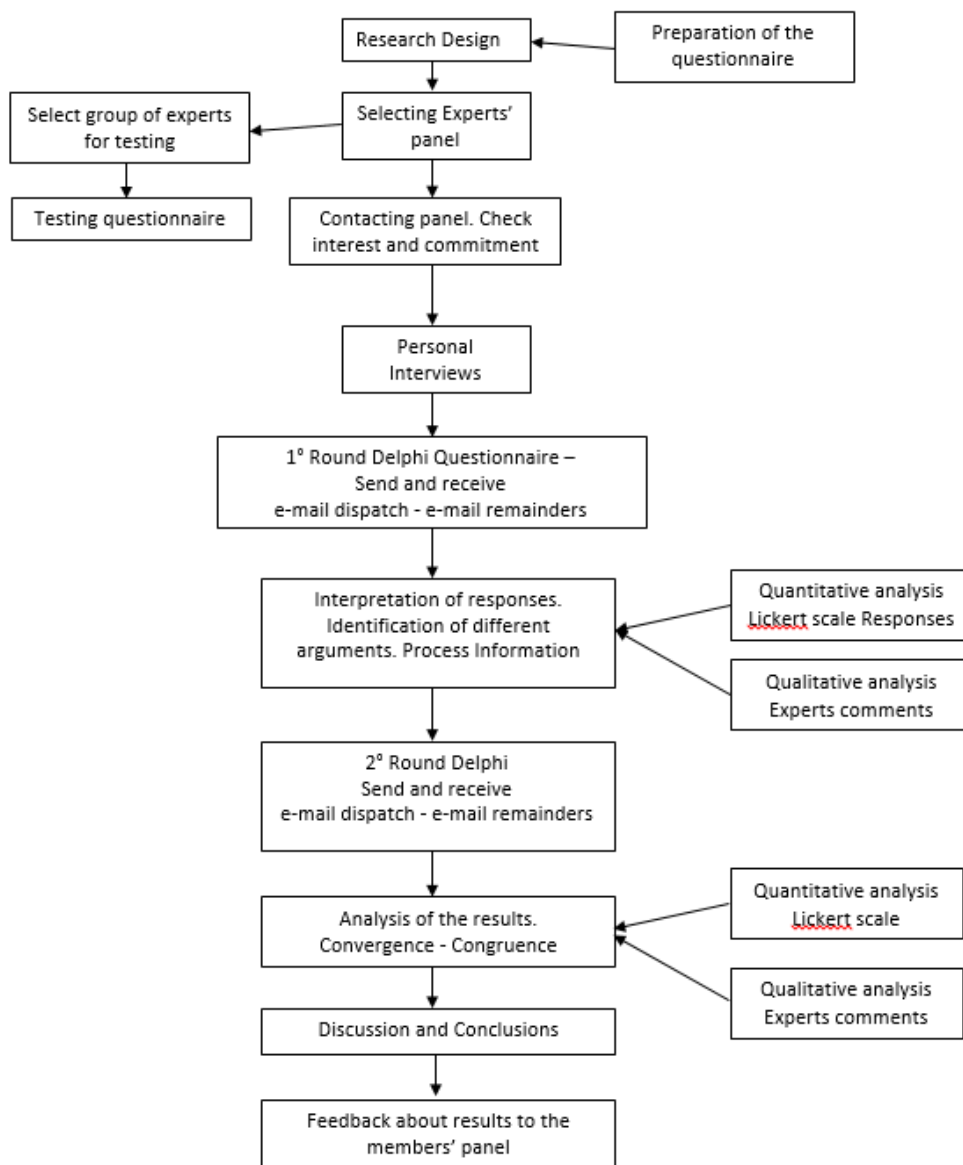 Research Design
Preparation of the
questionnaire
Select group of experts
for testing
Selecting Experts'
panel
Testing questionnaire
Contacting panel. Check
interest and commitment
Personal
Interviews
1º Round Delphi Questionnaire –
Send and receive
e-mail dispatch - e-mail remainders
Interpretation of responses.
Identification of different
arguments. Process Information
Quantitative analysis
Lickert scale Responses
Qualitative analysis
Experts comments
2º Round Delphi
Send and receive
e-mail dispatch - e-mail remainders
Analysis of the results.
Convergence - Congruence
Quantitative analysis
Lickert scale
Qualitative analysis
Experts comments
Discussion and Conclusions
Feedback about results to the
members' panel